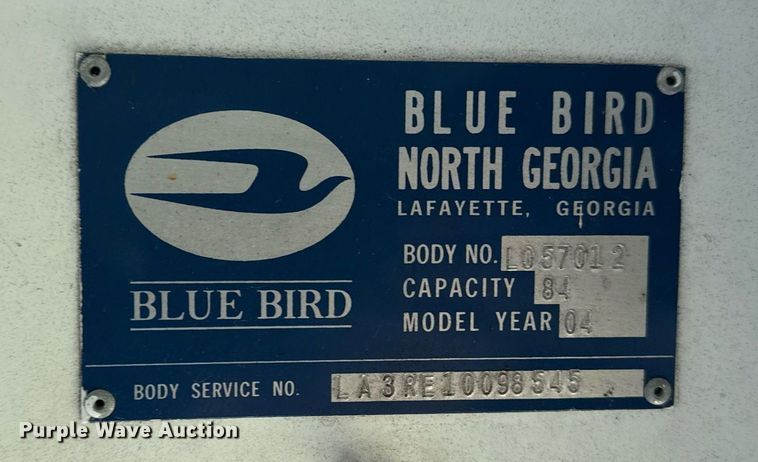 BLUE BIRD
NORTH GEORGIA
LAFAYETTE, GEORGIA
BODY NO. L057012
CAPACITY 84
MODEL YEAR 04
BLUE BIRD
BODY SERVICE NO. LA3RE10098545
Purple Wave Auction